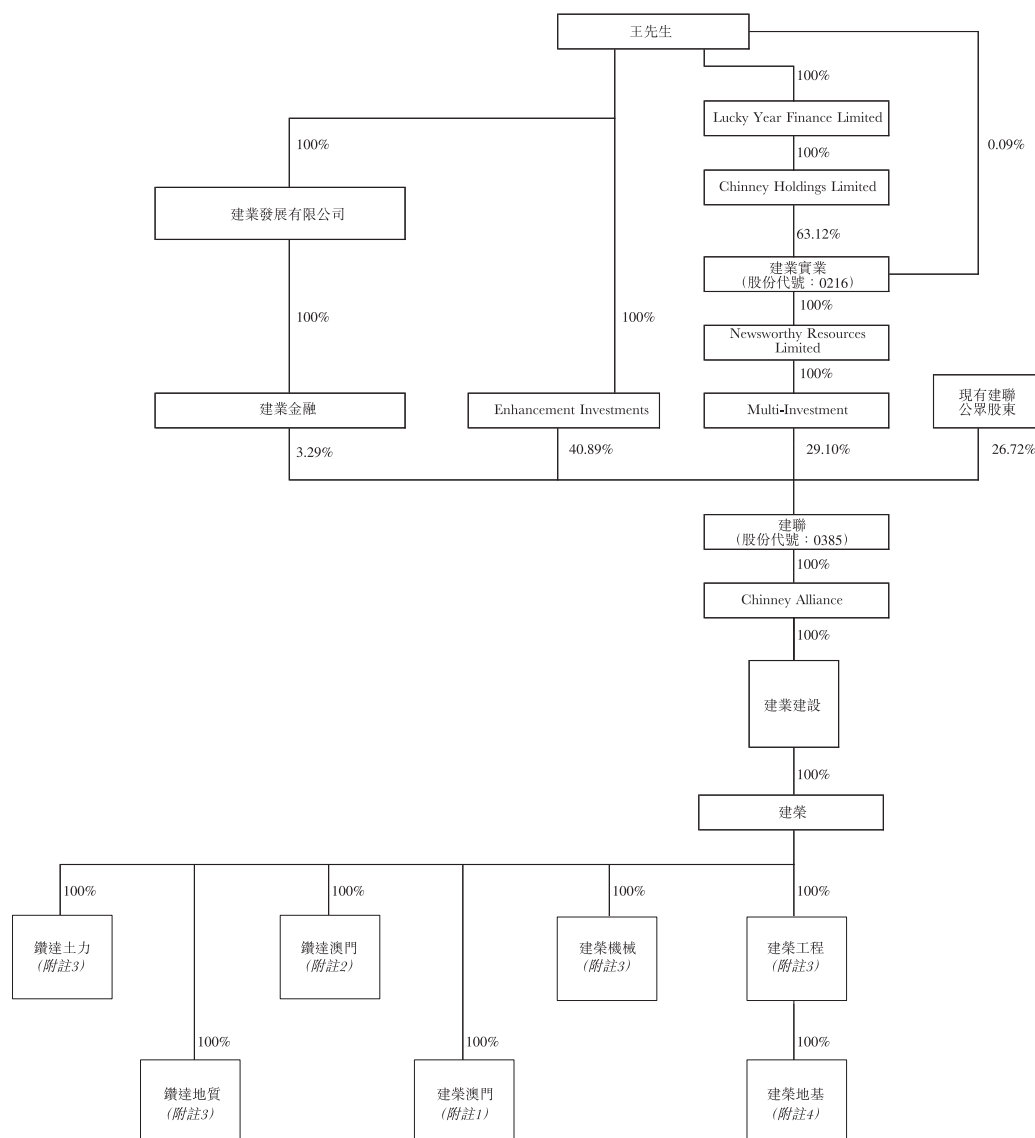 王先生
100%
Lucky Year Finance Limited
100%
100%
0.09%
Chinney Holdings Limited
建業發展有限公司
63.12%
建業實業
(股份代號：0216)
100%
100%
100%
Newsworthy Resources
Limited
100%
建業金融
Enhancement Investments
Multi-Investment
現有建聯
公眾股東
3.29%
40.89%
29.10%
26.72%
建聯
(股份代號：0385)
100%
Chinney Alliance
100%
建業建設
100%
建榮
100%
100%
100%
100%
鑽達土力
(附註3)
鑽達澳門
(附註2)
建榮機械
(附註3)
建榮工程
(附註3)
100%
100%
100%
鑽達地質
(附註3)
建榮澳門
(附註1)
建榮地基
(附註4)